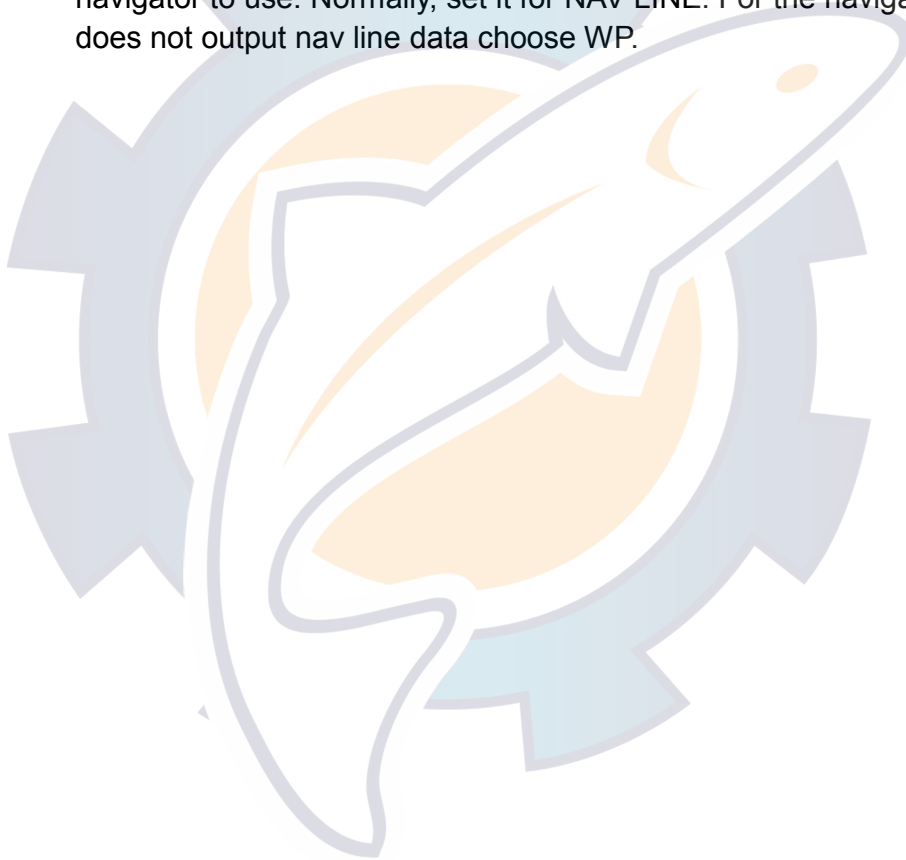 navigator to use. Normally, set it for NAV LINE. For the naviga
does not output nav line data choose WP.